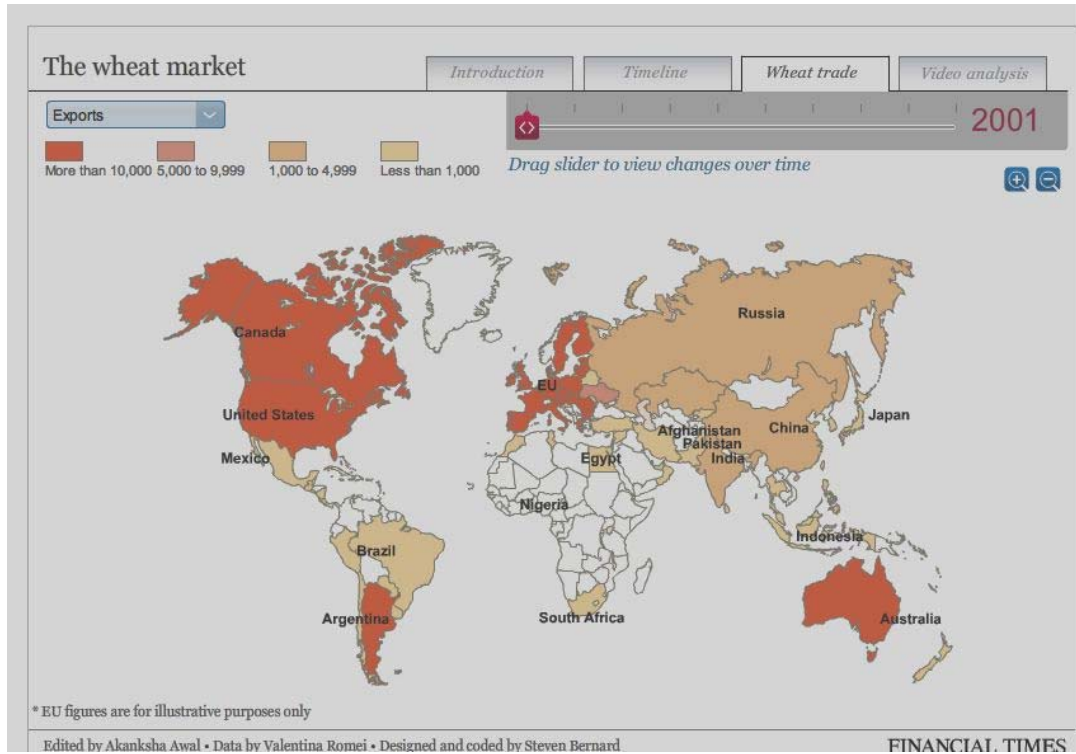 The wheat market
Introduction
Timeline
Wheat trade
Video analysis
Exports
2001
More than 10,000
5,000 to 9,999
1,000 to 4,999
Less than 1,000
Drag slider to view changes over time
Canada
Russia
EU
United States
Japan
China
Afghanistan
Pakistan
Mexico
Egypt
India
Nigeria
Indonesia
Brazil
Argentina
South Africa
Australia
* EU figures are for illustrative purposes only
Edited by Akanksha Awal • Data by Valentina Romei • Designed and coded by Steven Bernard
FINANCIAL TIMES